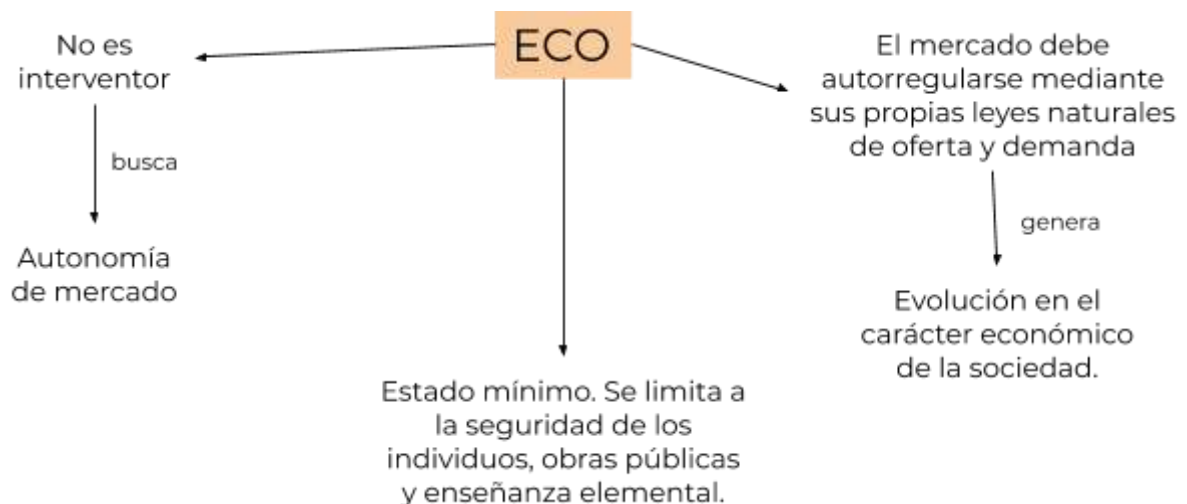 ECO
No es
interventor
busca
Autonomía
de mercado
Estado mínimo. Se limita a
la seguridad de los
individuos, obras públicas
y enseñanza elemental.
El mercado debe
autorregularse mediante
sus propias leyes naturales
de oferta y demanda
genera
Evolución en el
carácter económico
de la sociedad.